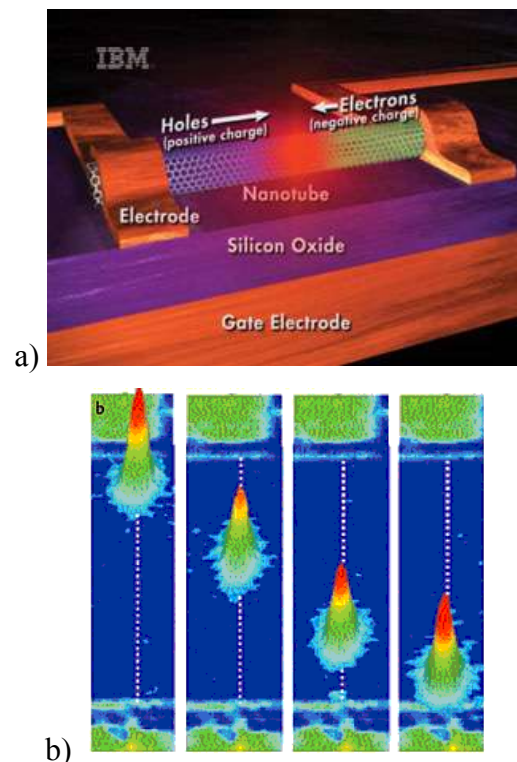 IBM
Holes
(positive charge)
Electrons
(negative charge)
Nanotube
Electrode
Silicon Oxide
Gate Electrode
a)
b
b)